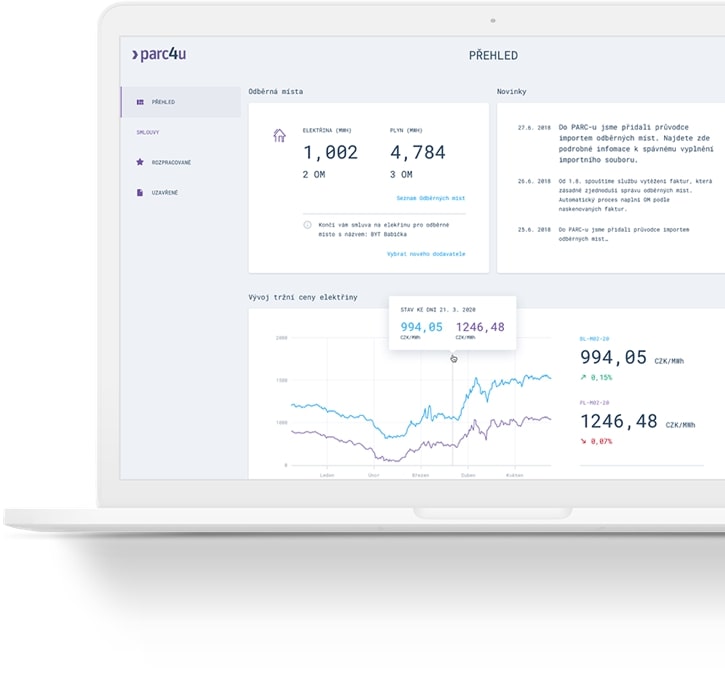 parc4u
PŘEHLED
PŘEHLED
SMLOUVY
ROZPRACOVANÉ
UZAVŘENÉ
Odběrná místa
ELEKTŘINA (MWH)
PLYN (MWH)
1,002
4,784
2 OM
3 OM
Seznam Odběrných míst
Končí vám smluva na elekřinu pro odběrné
místo s názvem: BYT Babička
Vybrat nového dodavatele
Novinky
27.6. 2018 Do PARC-u jsme přidali průvodce
importem odběrných míst. Najdete zde
podrobné infomace k správnému vyplnění
importního souboru.
26.6. 2018 Od 1.8. spouštíme službu vytěžení faktur, která
zásadně zjednoduší správu odběrných míst.
Automatický proces naplní OM podle
naskenovaných faktur.
25.6. 2018 Do PARC-u jsme přidali průvodce importem
odběrných míst…
Vývoj tržní ceny elektřiny
STAV KE DNI 21. 3. 2020
994,05 1246,48
CZK/MWh CZK/MWh
2000
1500
1000
0
Leden Únor Březen Duben Květen
BL-M02-20
994,05 CZK/MWh
↗ 0,15%
PL-M02-20
1246,48 CZK/MWh
↘ 0,07%